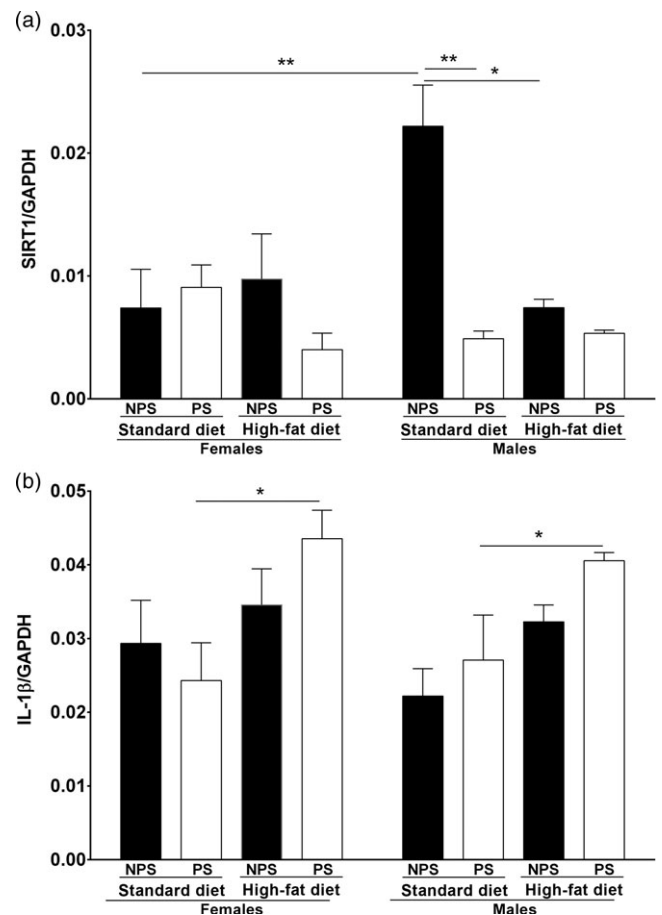 (a)
0.03
**
**
*
0.02
SIRT1/GAPDH
0.01
0.00
NPS PS NPS PS NPS PS NPS PS
Standard diet High-fat diet Standard diet High-fat diet
Females Males
(b)
0.05
*
*
0.04
0.03
IL-1β/GAPDH
0.02
0.01
0.00
NPS PS NPS PS NPS PS NPS PS
Standard diet High-fat diet Standard diet High-fat diet
Females Males